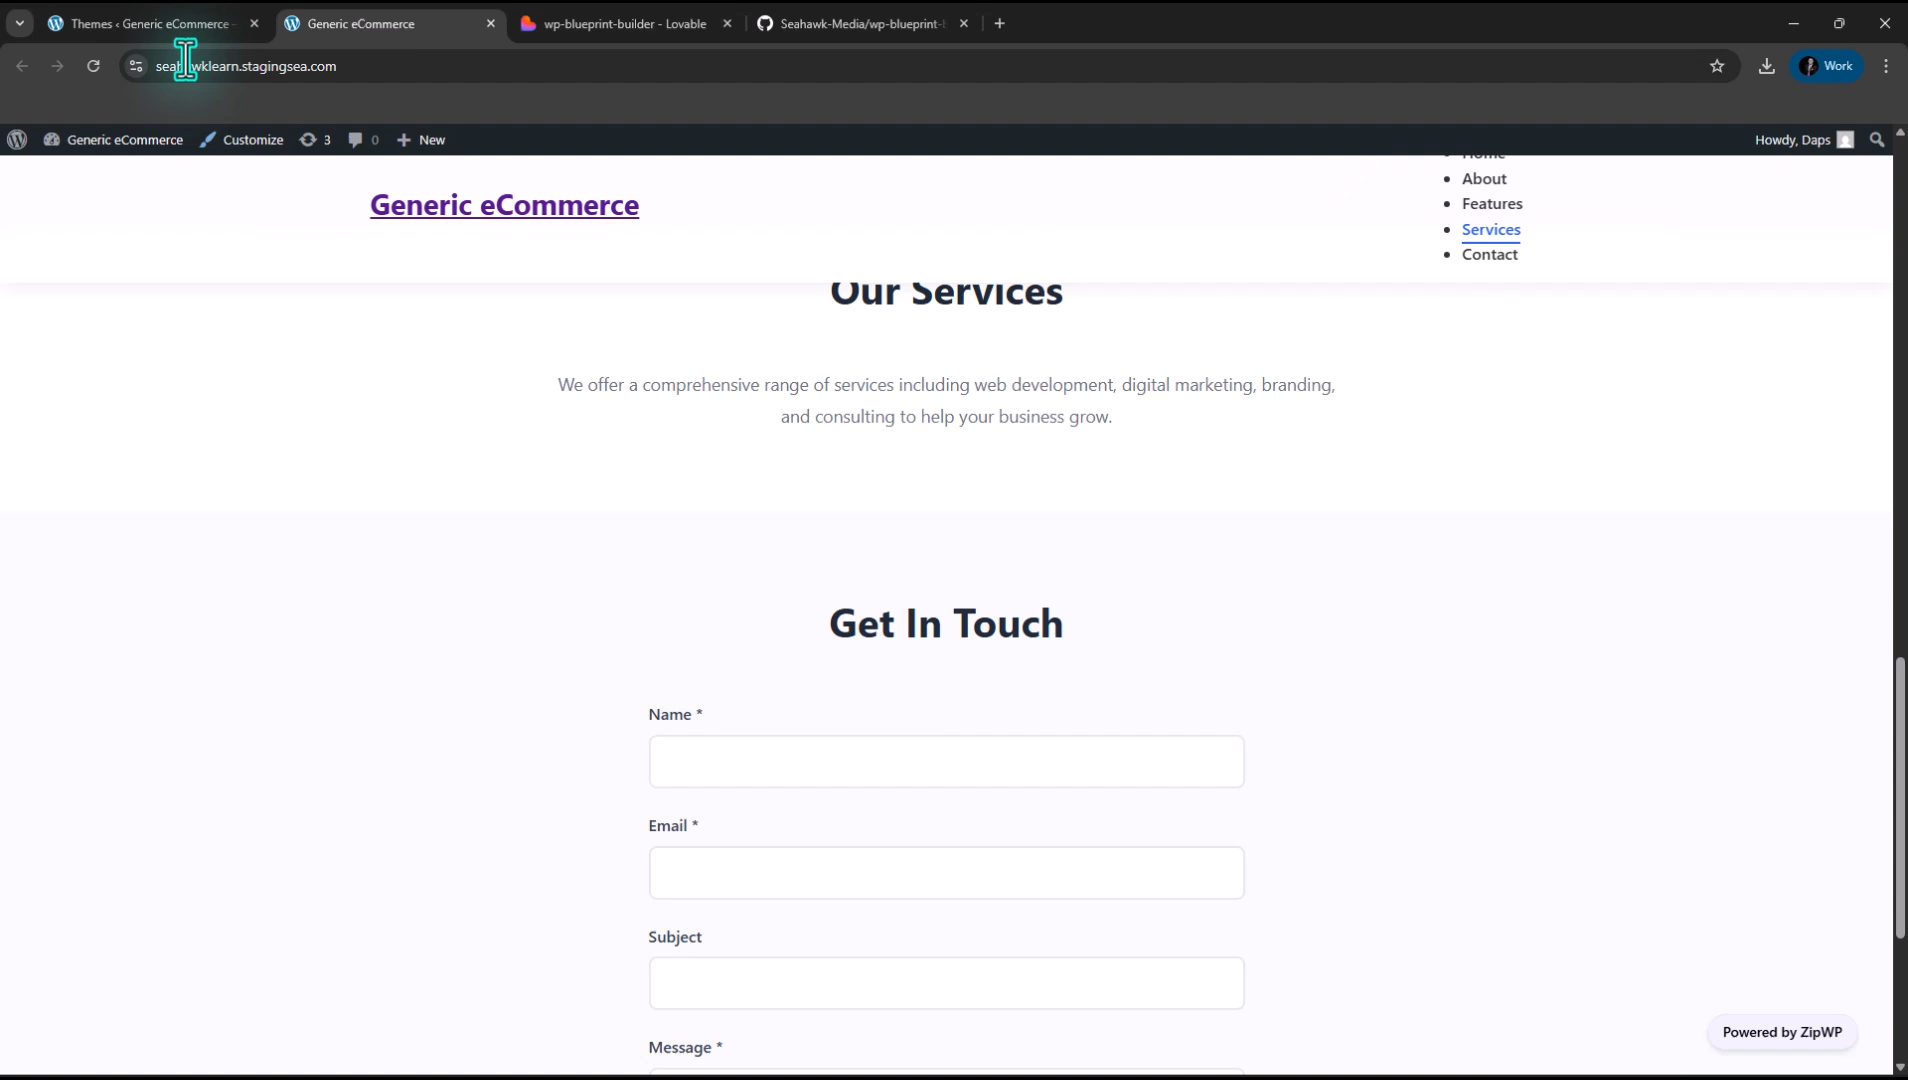 Themes ‹ Generic eCommerce
Generic eCommerce
wp-blueprint-builder - Lovable
Seahawk-Media/wp-blueprint-
seahawklearn.stagingsea.com
Work
Generic eCommerce
Customize
3
0
New
Howdy, Daps
Generic eCommerce
Home
About
Features
Services
Contact
Our Services
We offer a comprehensive range of services including web development, digital marketing, branding,
and consulting to help your business grow.
Get In Touch
Name *
Email *
Subject
Message *
Powered by ZipWP